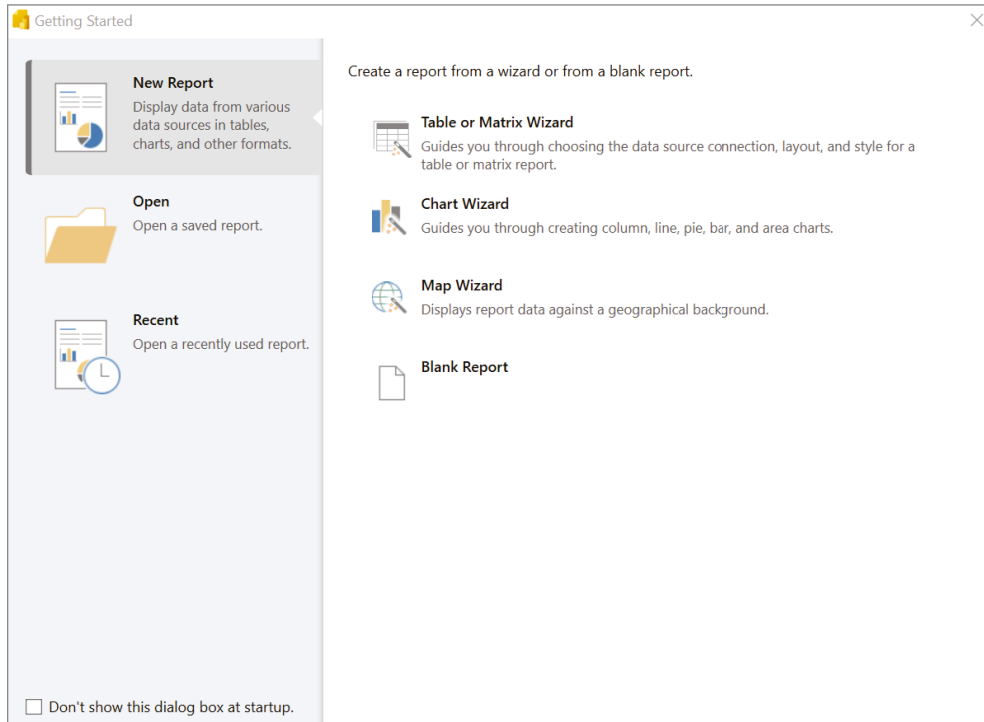 Getting Started
New Report
Display data from various
data sources in tables,
charts, and other formats.
Open
Open a saved report.
Recent
Open a recently used report.
Don't show this dialog box at startup.
Create a report from a wizard or from a blank report.
Table or Matrix Wizard
Guides you through choosing the data source connection, layout, and style for a
table or matrix report.
Chart Wizard
Guides you through creating column, line, pie, bar, and area charts.
Map Wizard
Displays report data against a geographical background.
Blank Report